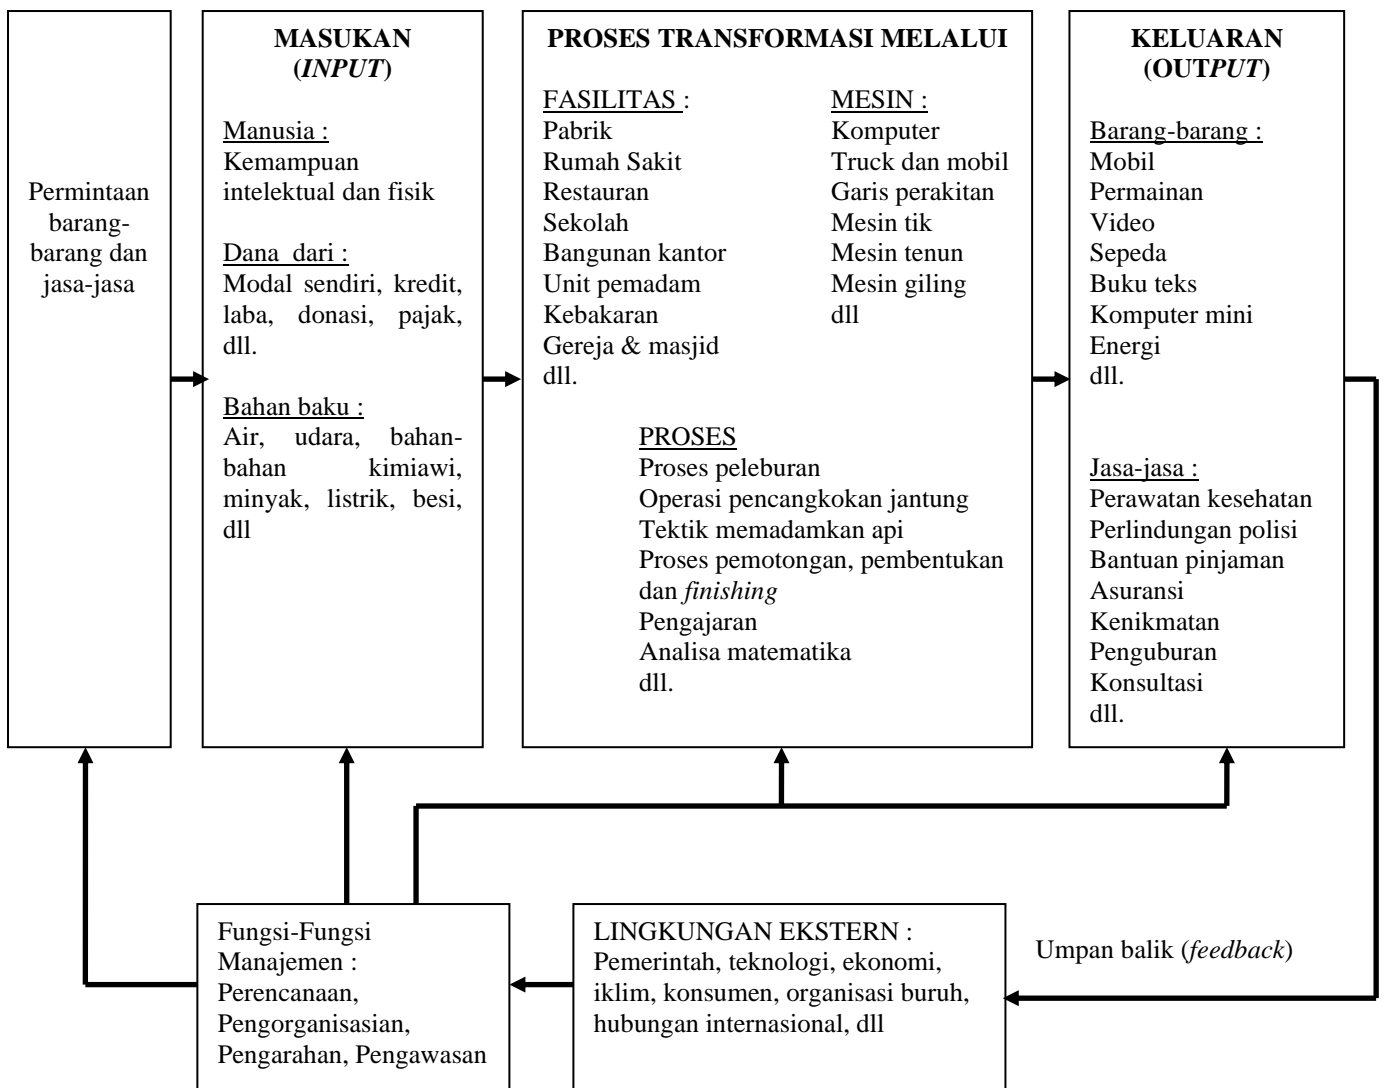 Permintaan
barang-
barang dan
jasa-jasa
MASUKAN
(INPUT)
Manusia :
Kemampuan
intelektual dan fisik
Dana dari :
Modal sendiri, kredit,
laba, donasi, pajak,
dll.
Bahan baku :
Air, udara, bahan-
bahan kimiawi,
minyak, listrik, besi,
dll
PROSES TRANSFORMASI MELALUI
FASILITAS :
Pabrik
Rumah Sakit
Restauran
Sekolah
Bangunan kantor
Unit pemadam
Kebakaran
Gereja & masjid
dll.
MESIN :
Komputer
Truck dan mobil
Garis perakitan
Mesin tik
Mesin tenun
Mesin giling
dll
PROSES
Proses peleburan
Operasi pencangkokan jantung
Tektik memadamkan api
Proses pemotongan, pembentukan
dan finishing
Pengajaran
Analisa matematika
dll.
KELUARAN
(OUTPUT)
Barang-barang :
Mobil
Permainan
Video
Sepeda
Buku teks
Komputer mini
Energi
dll.
Jasa-jasa :
Perawatan kesehatan
Perlindungan polisi
Bantuan pinjaman
Asuransi
Kenikmatan
Penguburan
Konsultasi
dll.
Fungsi-Fungsi
Manajemen :
Perencanaan,
Pengorganisasian,
Pengarahan, Pengawasan
LINGKUNGAN EKSTERN :
Pemerintah, teknologi, ekonomi,
iklim, konsumen, organisasi buruh,
hubungan internasional, dll
Umpan balik (feedback)